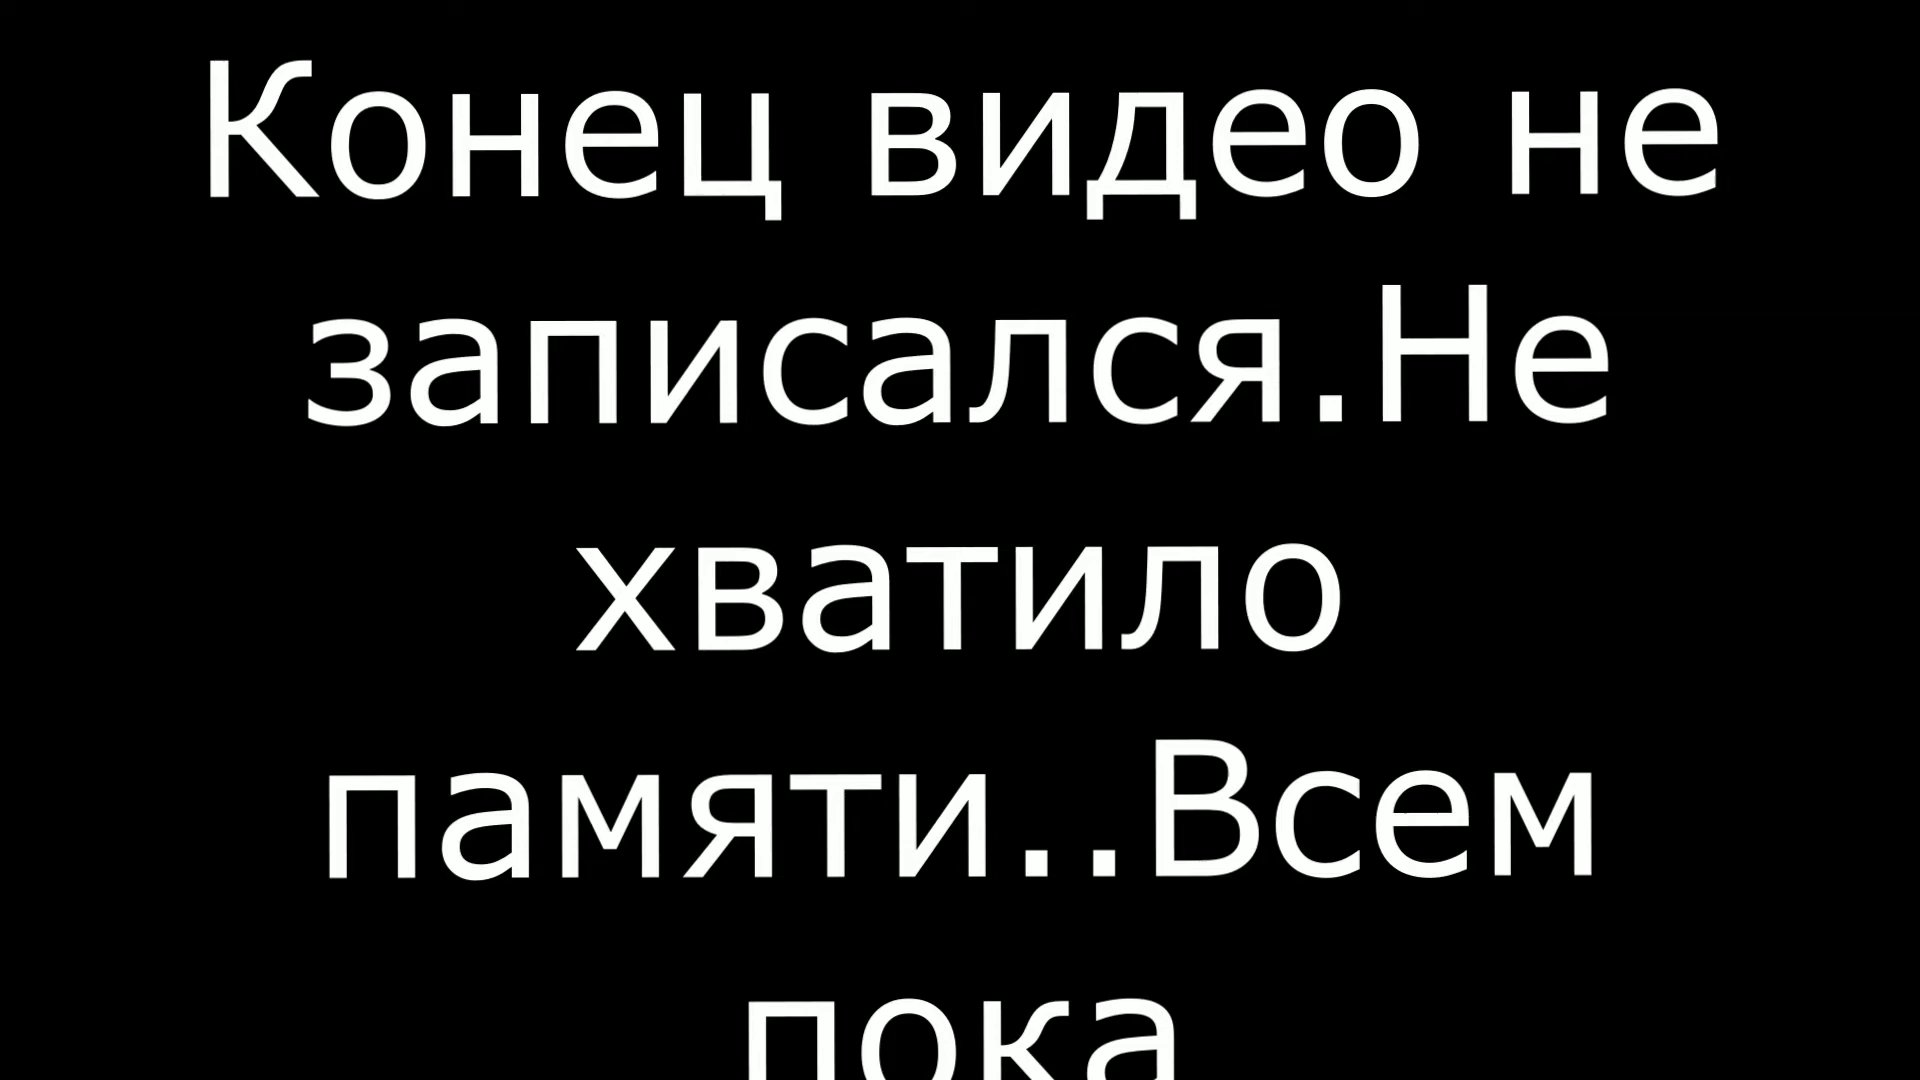 Конец видео не
записался.Не
хватило
памяти..Всем
пока